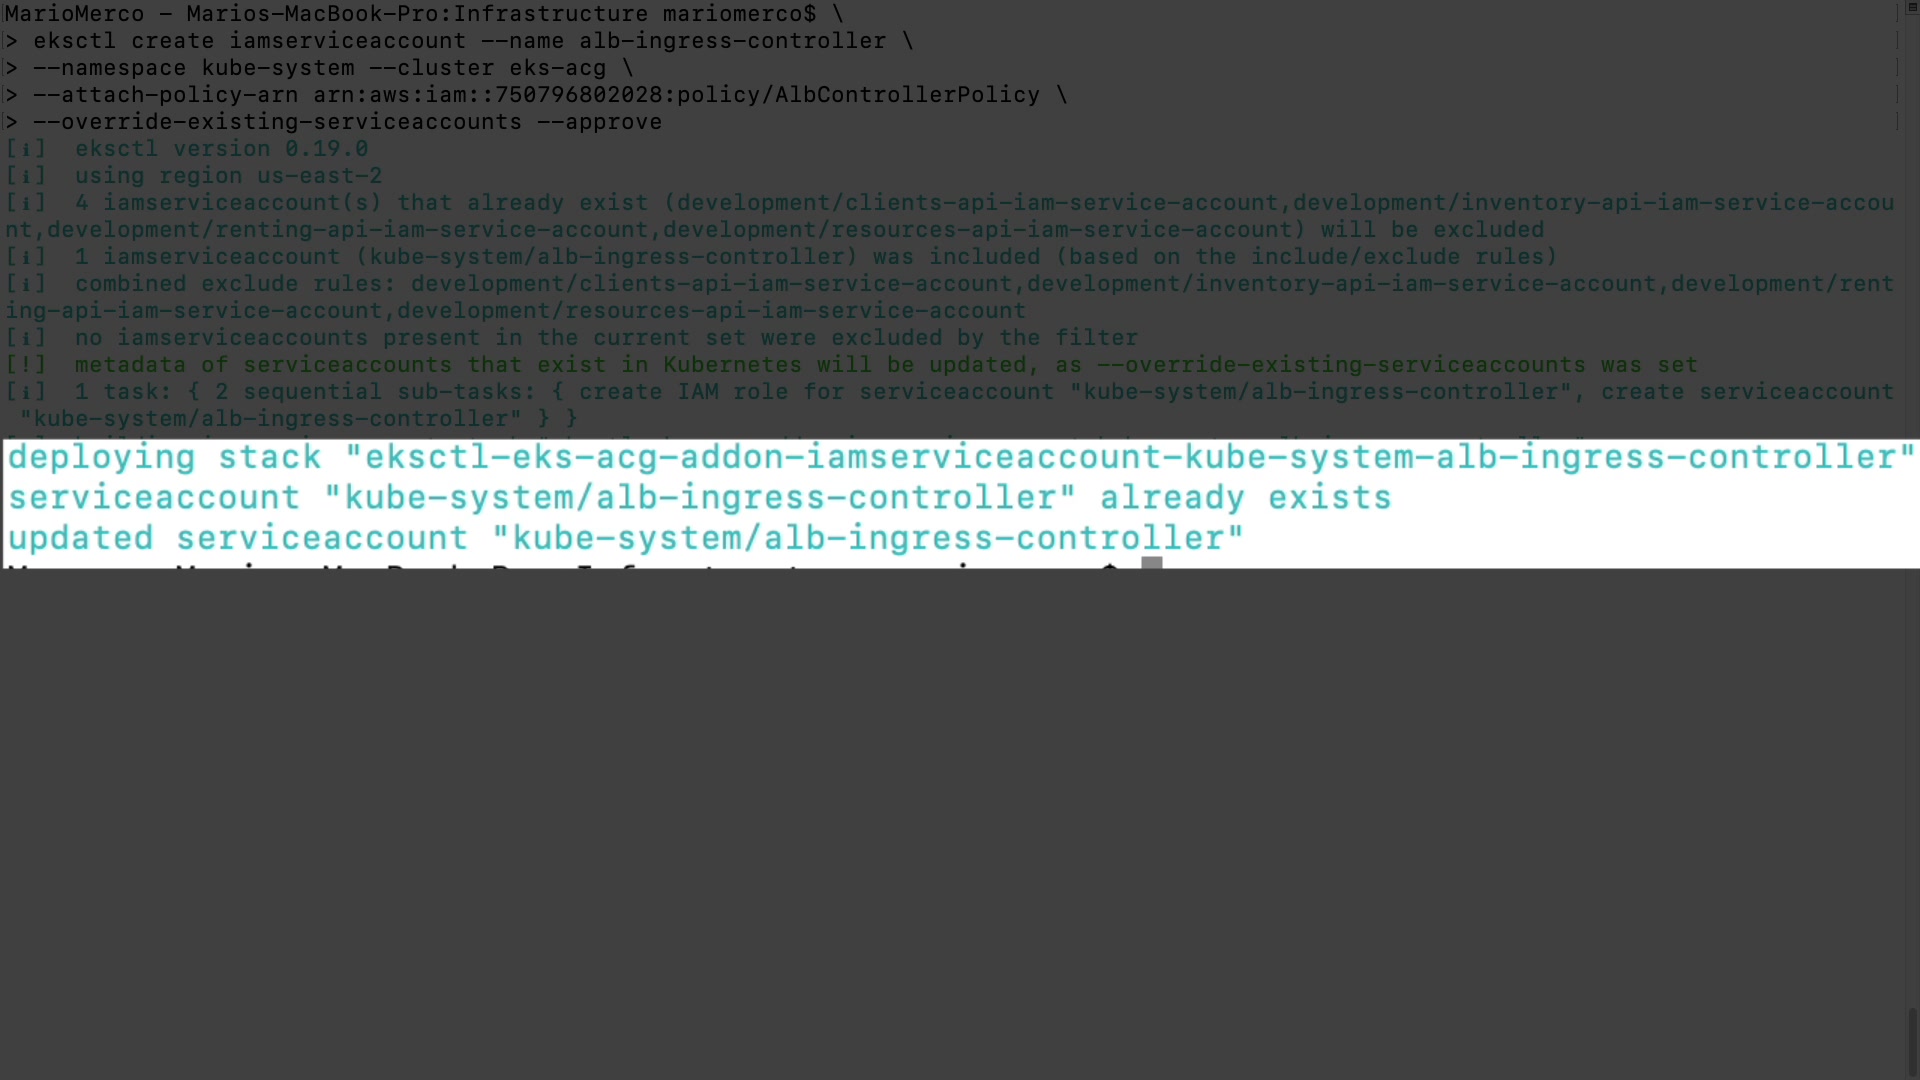 MarioMerco – Marios-MacBook-Pro:Infrastructure mariomerco$ \
> eksctl create iamserviceaccount --name alb-ingress-controller \
> --namespace kube-system --cluster eks-acg \
> --attach-policy-arn arn:aws:iam::750796802028:policy/AlbControllerPolicy \
> --override-existing-serviceaccounts --approve
[ℹ]  eksctl version 0.19.0
[ℹ]  using region us-east-2
[ℹ]  4 iamserviceaccount(s) that already exist (development/clients-api-iam-service-account,development/inventory-api-iam-service-accou
nt,development/renting-api-iam-service-account,development/resources-api-iam-service-account) will be excluded
[ℹ]  1 iamserviceaccount (kube-system/alb-ingress-controller) was included (based on the include/exclude rules)
[ℹ]  combined exclude rules: development/clients-api-iam-service-account,development/inventory-api-iam-service-account,development/rent
ing-api-iam-service-account,development/resources-api-iam-service-account
[ℹ]  no iamserviceaccounts present in the current set were excluded by the filter
[!]  metadata of serviceaccounts that exist in Kubernetes will be updated, as --override-existing-serviceaccounts was set
[ℹ]  1 task: { 2 sequential sub-tasks: { create IAM role for serviceaccount "kube-system/alb-ingress-controller", create serviceaccount
"kube-system/alb-ingress-controller" } }
deploying stack "eksctl-eks-acg-addon-iamserviceaccount-kube-system-alb-ingress-controller"
serviceaccount "kube-system/alb-ingress-controller" already exists
updated serviceaccount "kube-system/alb-ingress-controller"